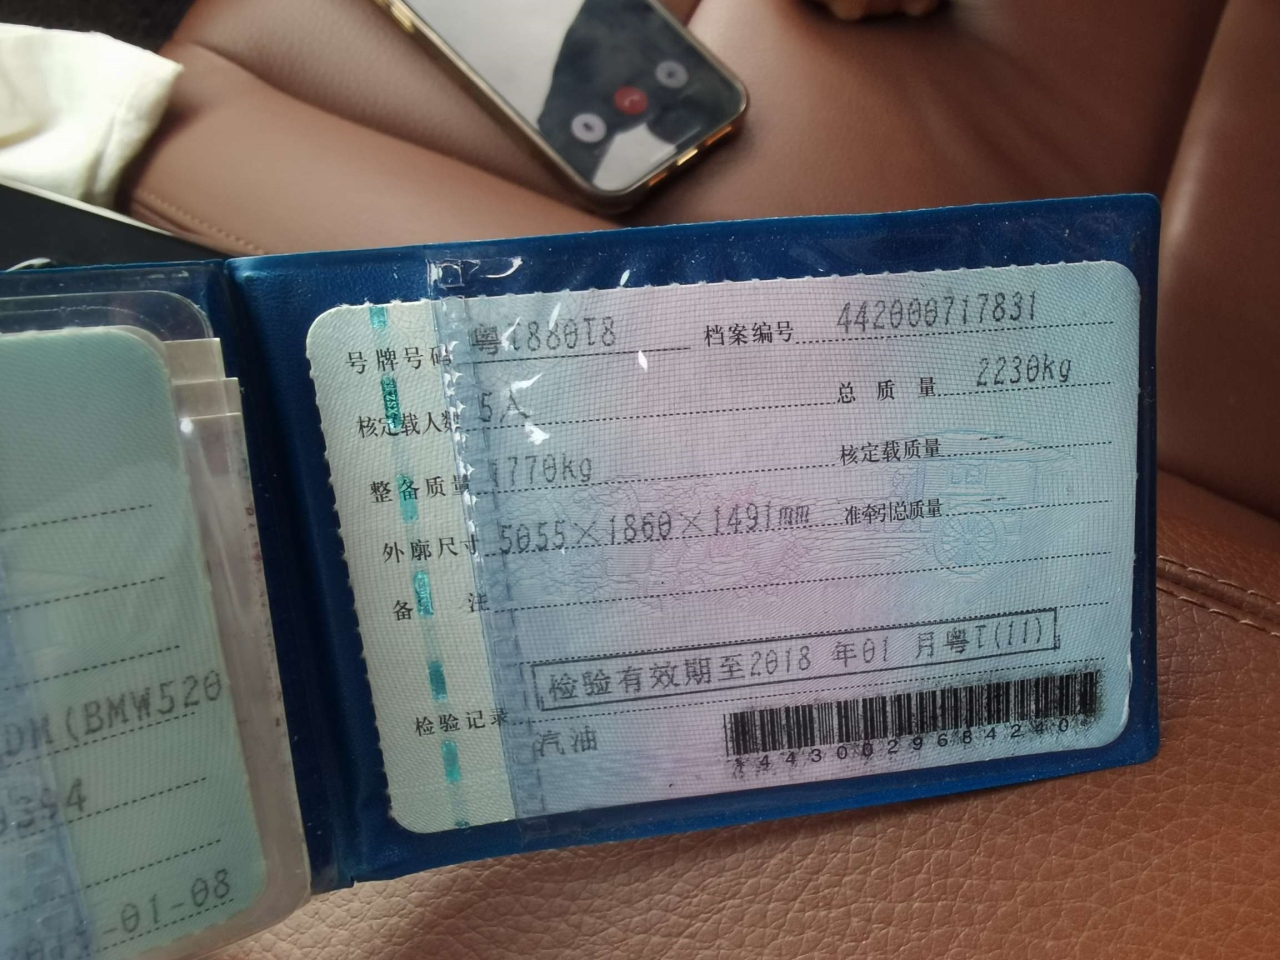 号牌号码 粤T880T8 档案编号 442000717831
核定载人数 5人 总质量 2230kg
整备质量 1770kg 核定载质量 --
外廓尺寸 5055×1860×1491mm 准牵引总质量 --
备注
检验有效期至2018年01月粤T(11)
检验记录
汽油
DM(BMW520
-01-08